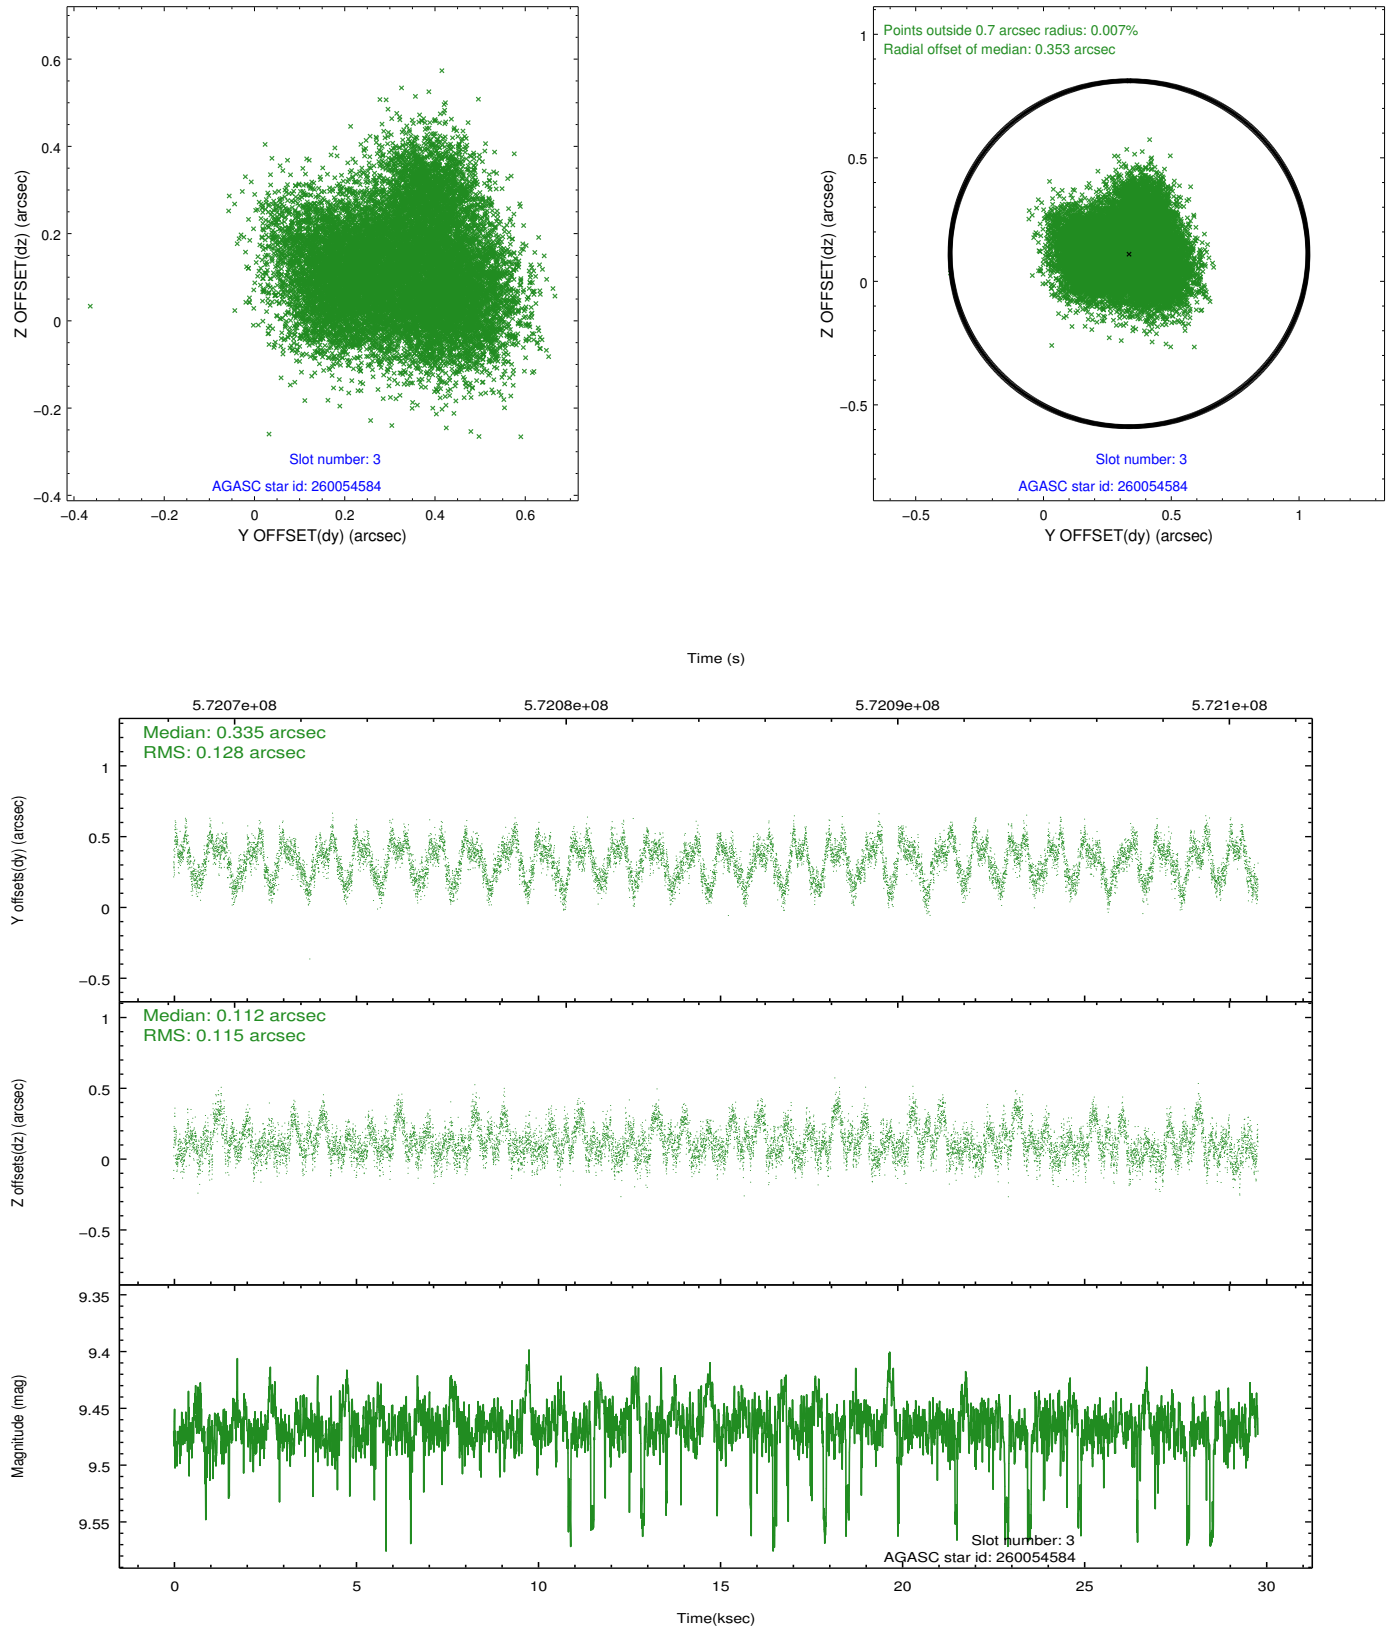 0.6
0.4
0.2
0
−0.2
−0.4
Z OFFSET(dz) (arcsec)
Slot number: 3
AGASC star id: 260054584
−0.4 −0.2 0 0.2 0.4 0.6
Y OFFSET(dy) (arcsec)
Points outside 0.7 arcsec radius: 0.007%
Radial offset of median: 0.353 arcsec
1
0.5
0
−0.5
Z OFFSET(dz) (arcsec)
Slot number: 3
AGASC star id: 260054584
−0.5 0 0.5 1
Y OFFSET(dy) (arcsec)
Time (s)
5.7207e+08 5.7208e+08 5.7209e+08 5.721e+08
Median: 0.335 arcsec
RMS: 0.128 arcsec
1
0.5
0
−0.5
Y offsets(dy) (arcsec)
Median: 0.112 arcsec
RMS: 0.115 arcsec
1
0.5
0
−0.5
Z offsets(dz) (arcsec)
9.35
9.4
9.45
9.5
9.55
Magnitude (mag)
Slot number: 3
AGASC star id: 260054584
0 5 10 15 20 25 30
Time(ksec)